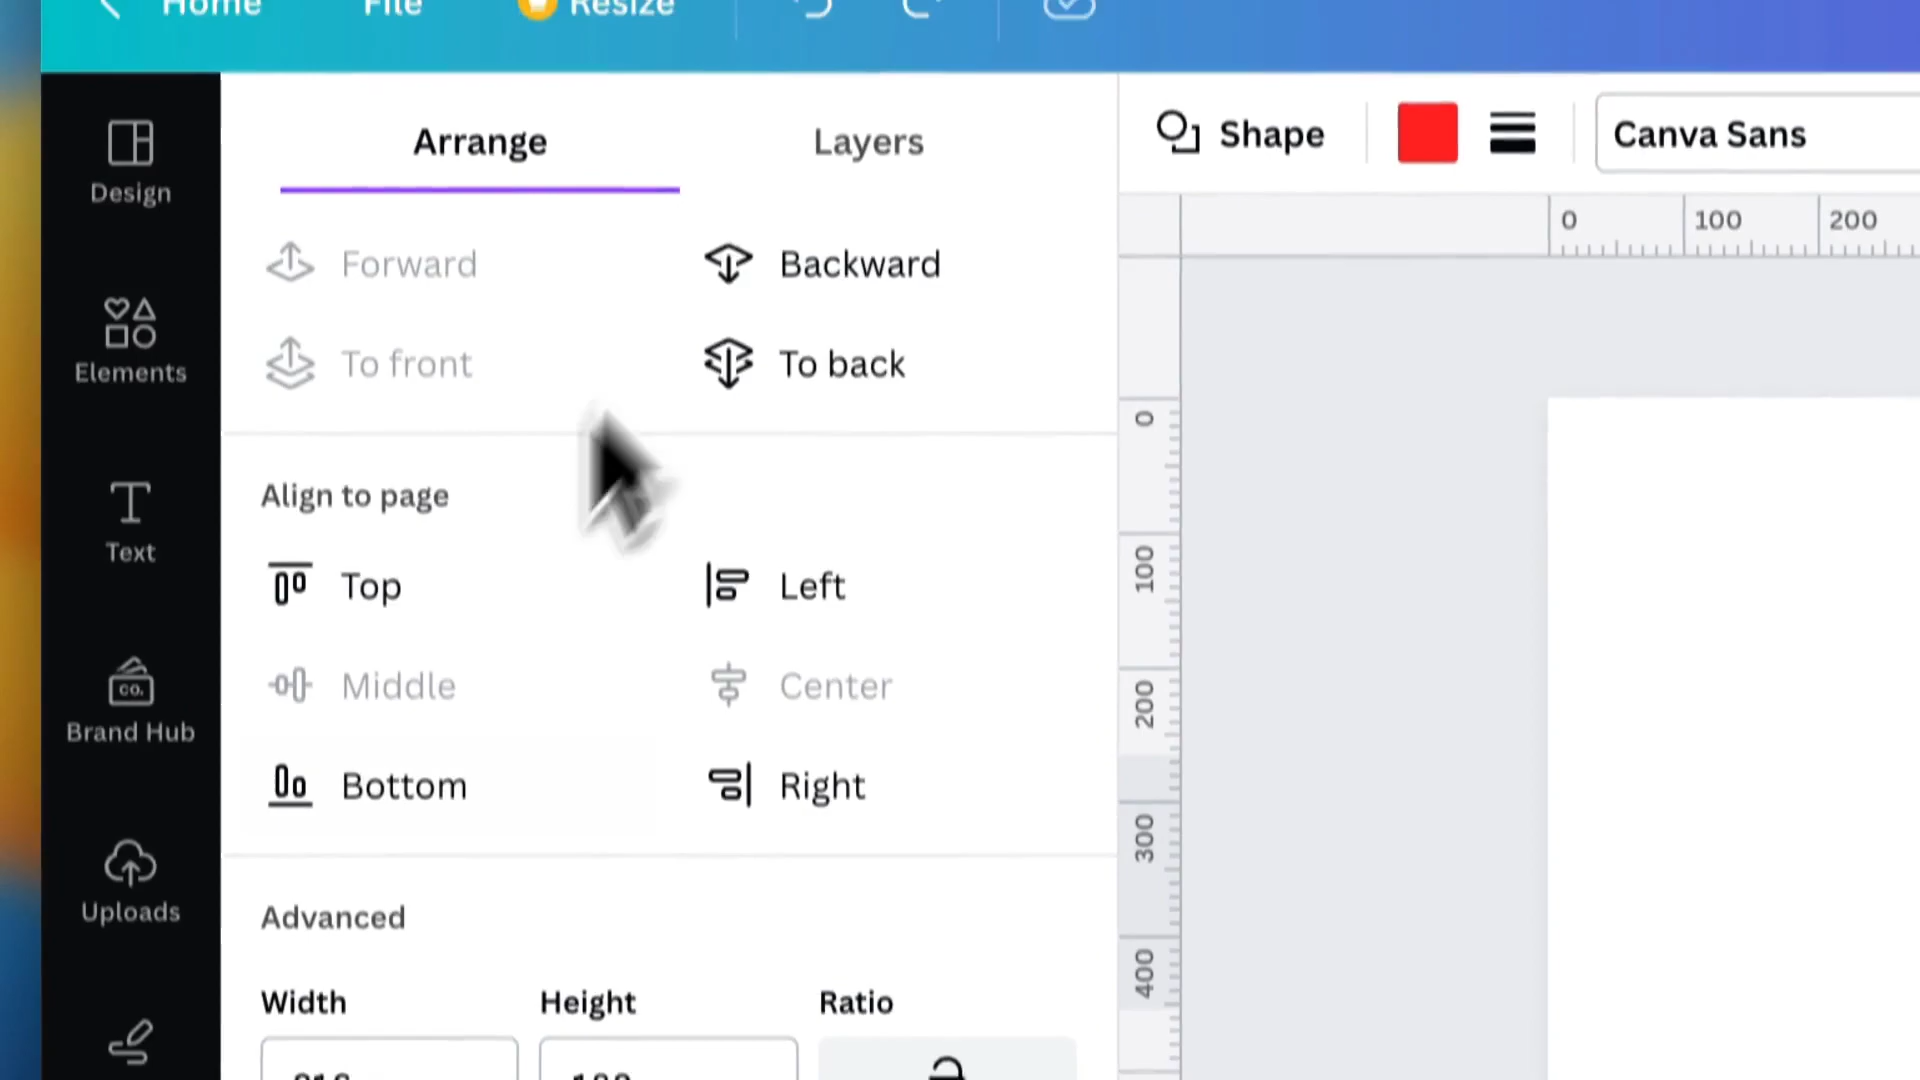 Home File Resize
Arrange Layers
Shape Canva Sans
Design
Forward Backward
0 100 200
To front To back
Elements
0
Align to page
Text
Top Left
100
Middle Center
200
CO.
Brand Hub
Bottom Right
300
Uploads
Advanced
400
Width Height Ratio